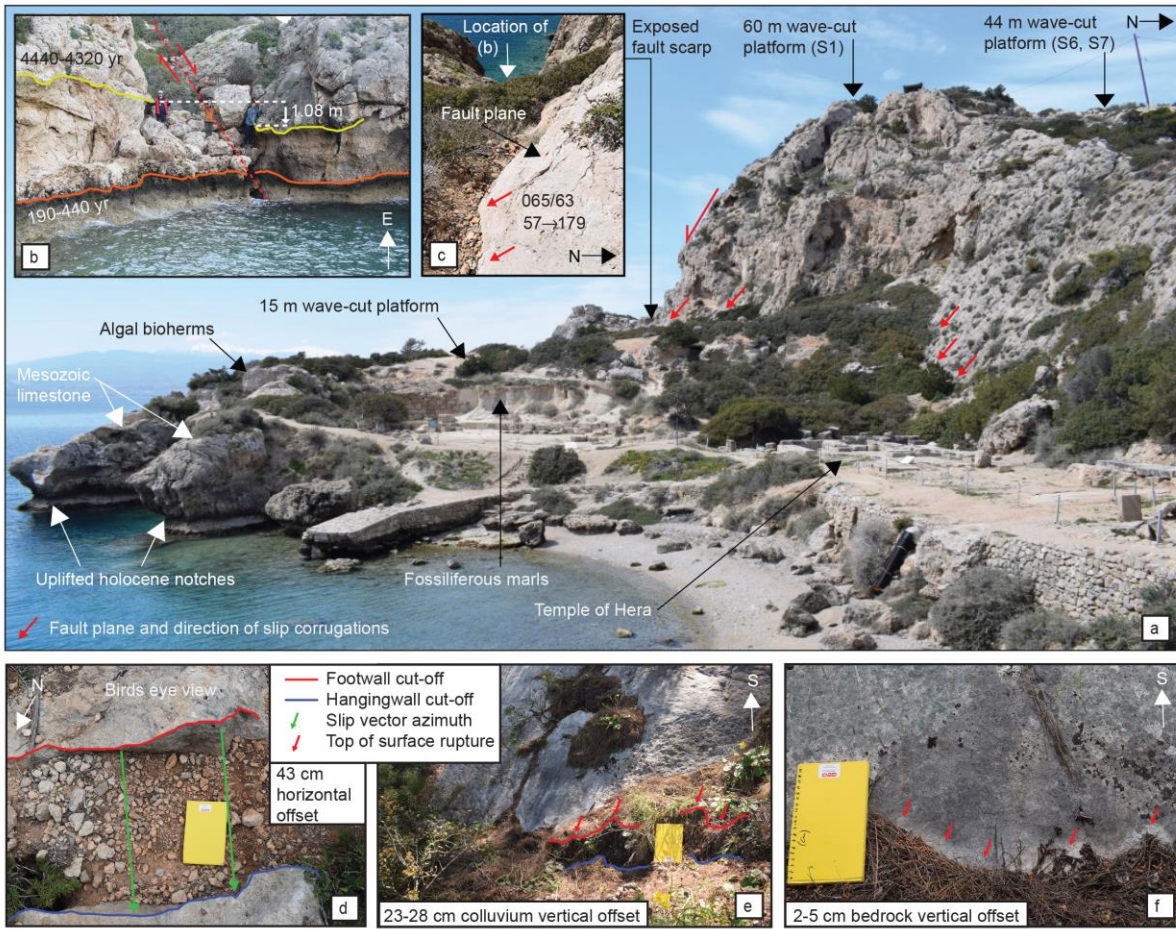 4440-4320 yr
1.08 m
190-440 yr
b
E
Location of
(b)
Fault plane
065/63
57→179
c
N
Exposed
fault scarp
60 m wave-cut
platform (S1)
44 m wave-cut
platform (S6, S7)
N
15 m wave-cut platform
Algal bioherms
Mesozoic
limestone
Uplifted holocene notches
Fossiliferous marls
Temple of Hera
Fault plane and direction of slip corrugations
a
N
Birds eye view
Footwall cut-off
Hangingwall cut-off
Slip vector azimuth
Top of surface rupture
43 cm
horizontal
offset
d
S
23-28 cm colluvium vertical offset
e
S
2-5 cm bedrock vertical offset
f